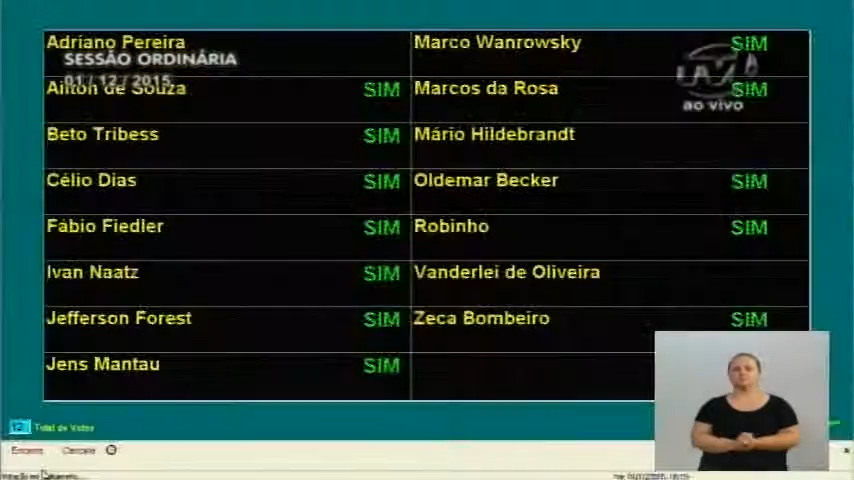 Adriano Pereira
SESSÃO ORDINÁRIA
01 / 12 / 2015
Ailton de Souza SIM
Beto Tribess SIM
Célio Dias SIM
Fábio Fiedler SIM
Ivan Naatz SIM
Jefferson Forest SIM
Jens Mantau SIM
Marco Wanrowsky SIM
Marcos da Rosa SIM
ao vivo
Mário Hildebrandt
Oldemar Becker SIM
Robinho SIM
Vanderlei de Oliveira
Zeca Bombeiro SIM
12 Total de Votos